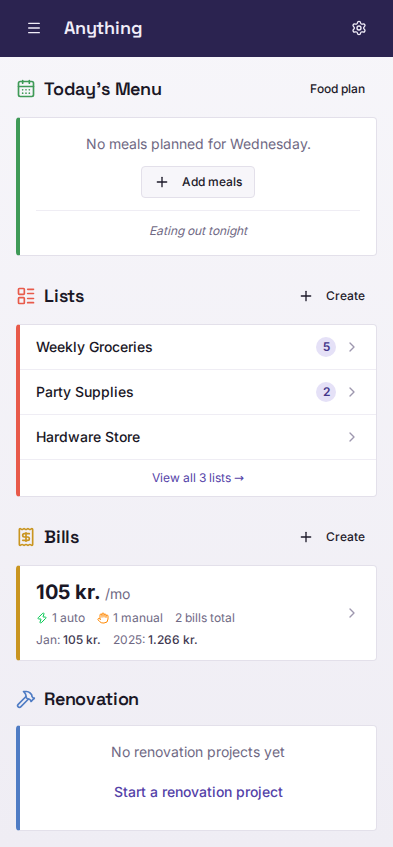 Anything
Today's Menu
Food plan
No meals planned for Wednesday.
Add meals
Eating out tonight
Lists
Create
Weekly Groceries 5
Party Supplies 2
Hardware Store
View all 3 lists →
Bills
Create
105 kr. /mo
1 auto 1 manual 2 bills total
Jan: 105 kr. 2025: 1.266 kr.
Renovation
No renovation projects yet
Start a renovation project